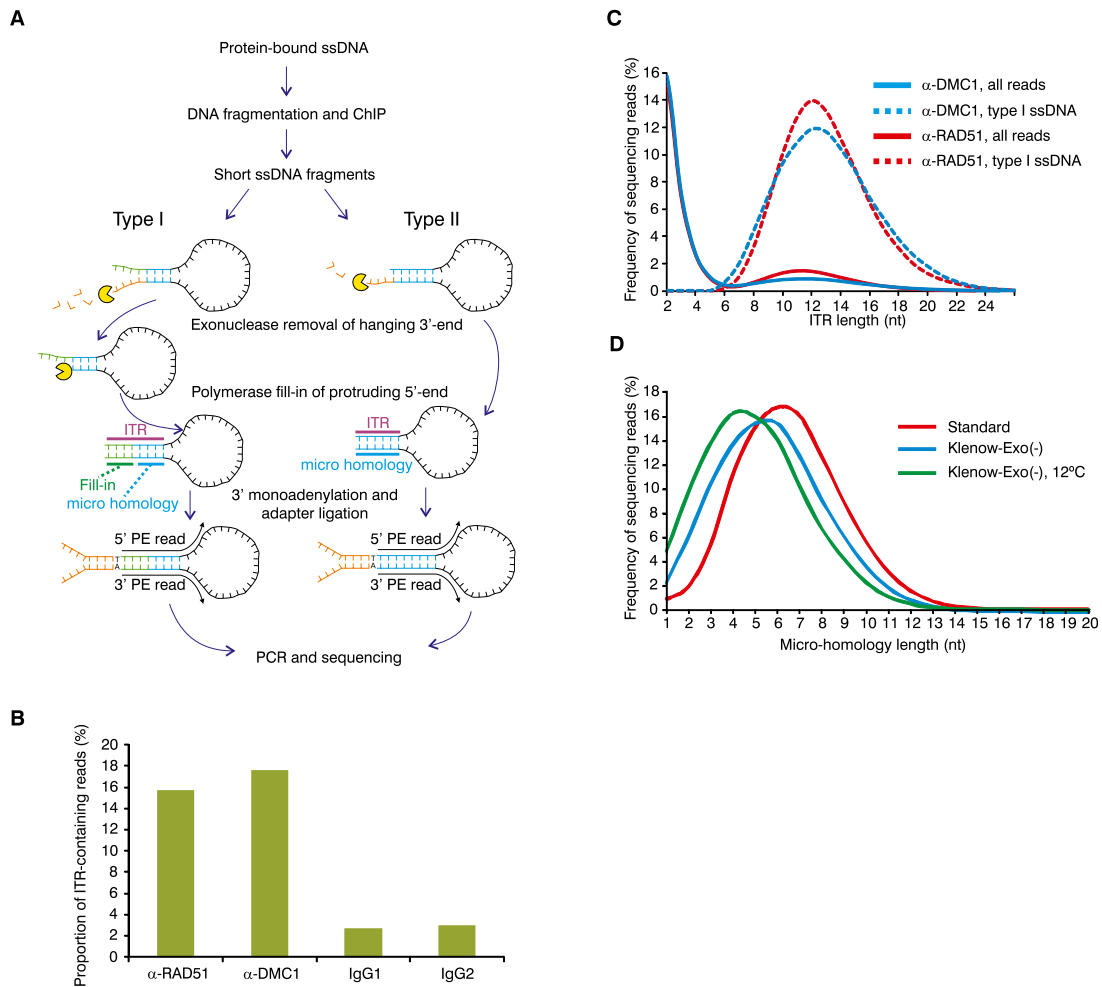 A
Protein-bound ssDNA
DNA fragmentation and ChIP
Short ssDNA fragments
Type I
Type II
Exonuclease removal of hanging 3’-end
Polymerase fill-in of protruding 5’-end
ITR
ITR
Fill-in
micro homology
micro homology
3’ monoadenylation and
adapter ligation
5’ PE read
T
A
3’ PE read
5’ PE read
T
A
3’ PE read
PCR and sequencing
B
Proportion of ITR-containing reads (%)
20
18
16
14
12
10
8
6
4
2
0
α-RAD51
α-DMC1
IgG1
IgG2
C
Frequency of sequencing reads (%)
16
14
12
10
8
6
4
2
0
2 4 6 8 10 12 14 16 18 20 22 24
ITR length (nt)
α-DMC1, all reads
α-DMC1, type I ssDNA
α-RAD51, all reads
α-RAD51, type I ssDNA
D
Frequency of sequencing reads (%)
18
16
14
12
10
8
6
4
2
0
1 2 3 4 5 6 7 8 9 10 11 12 13 14 15 16 17 18 19 20
Micro-homology length (nt)
Standard
Klenow-Exo(-)
Klenow-Exo(-), 12ºC